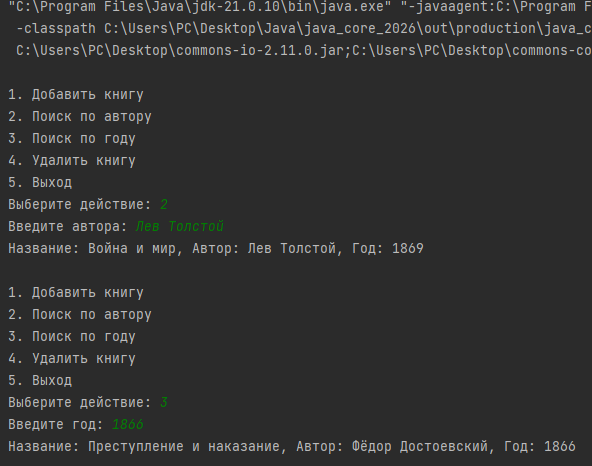 "C:\Program Files\Java\jdk-21.0.10\bin\java.exe" "-javaagent:C:\Program F
-classpath C:\Users\PC\Desktop\Java\java_core_2026\out\production\java_c
C:\Users\PC\Desktop\commons-io-2.11.0.jar;C:\Users\PC\Desktop\commons-co
1. Добавить книгу
2. Поиск по автору
3. Поиск по году
4. Удалить книгу
5. Выход
Выберите действие: 2
Введите автора: Лев Толстой
Название: Война и мир, Автор: Лев Толстой, Год: 1869
1. Добавить книгу
2. Поиск по автору
3. Поиск по году
4. Удалить книгу
5. Выход
Выберите действие: 3
Введите год: 1866
Название: Преступление и наказание, Автор: Фёдор Достоевский, Год: 1866